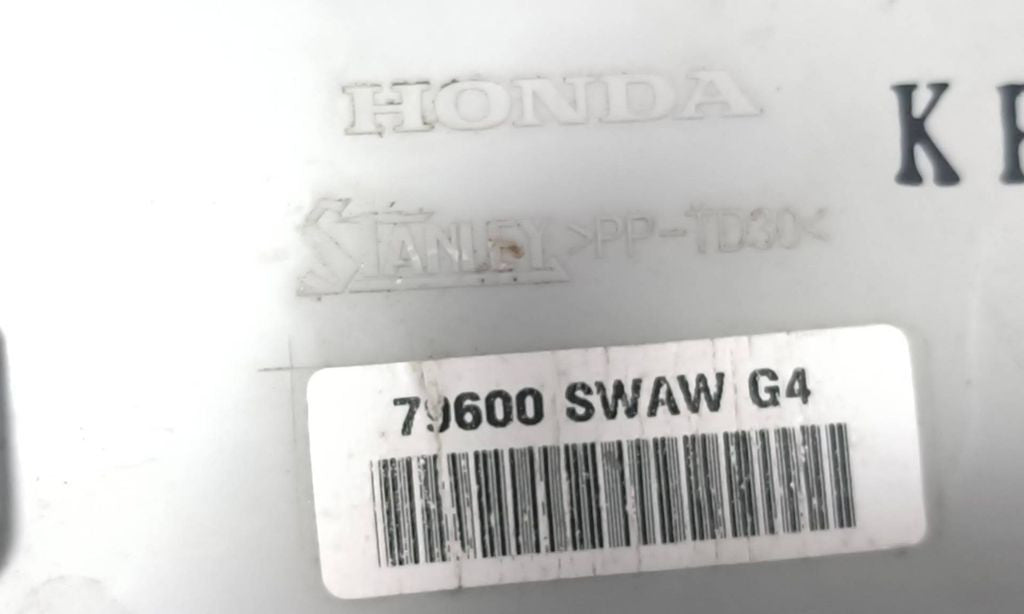 HONDA
K
STANLEY >PP-TD30<
79600 SWAW G4